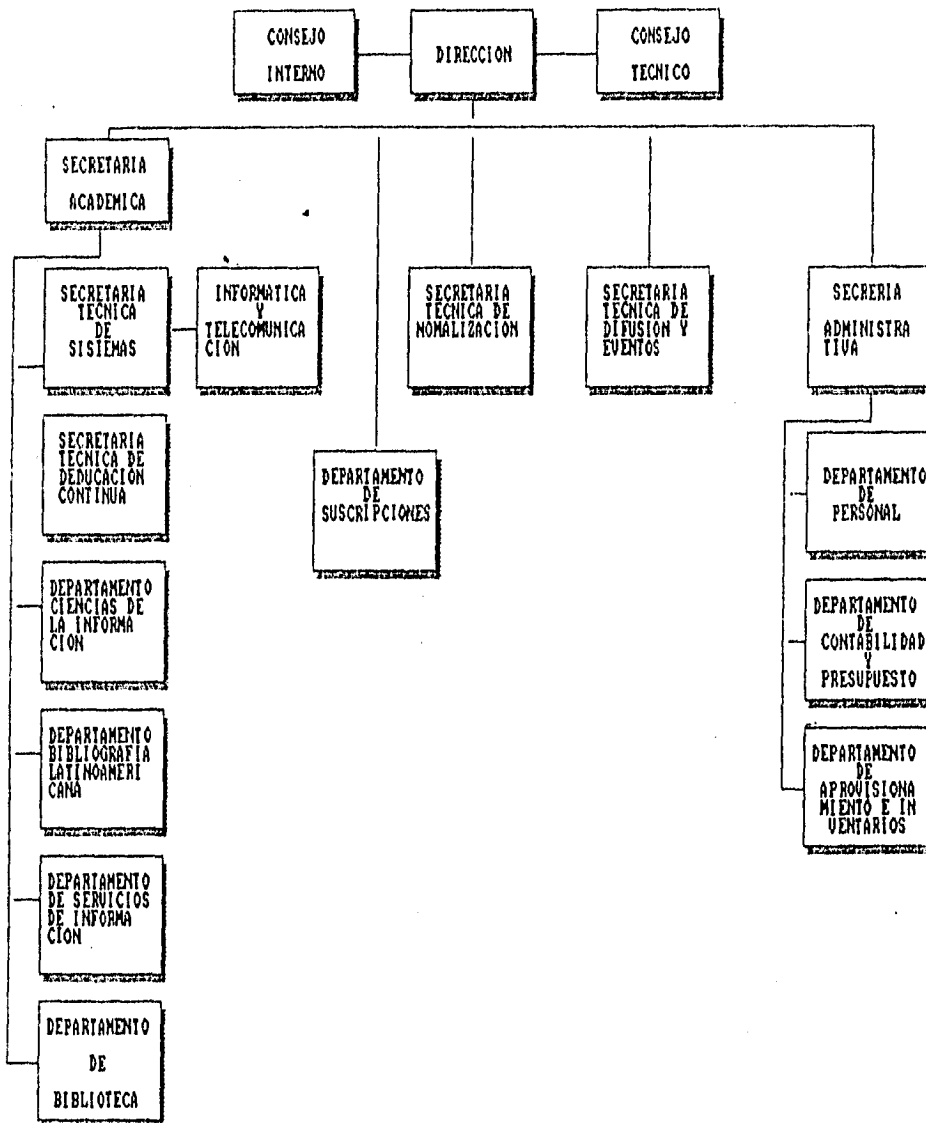 CONSEJO
INTERNO
DIRECCION
CONSEJO
TECNICO
SECRETARIA
ACADEMICA
SECRETARIA
TECNICA
DE
SISIEMAS
INFORMATICA
Y
TELECOMUNICA
CION
SECRETARIA
TECNICA DE
NOMALIZACIÓN
SECRETARIA
TECNICA DE
DIFUSION Y
EVENTOS
SECRERIA
ADMINISTRA
TIVA
SECRETARIA
TECNICA DE
DEDUCACION
CONTINUA
DEPARTAMENTO
DE
SUSCRIPCIONES
DEPARTAMENTO
DE
PERSONAL
DEPARTAMENTO
CIENCIAS DE
LA INFORMA
CION
DEPARTAMENTO
DE
CONTABILIDAD
Y
PRESUPUESTO
DEPARTAMENTO
BIBLIOGRAFIA
LATINOAMERI
CANA
DEPARTAMENTO
DE
APROVISIONA
MIENTO E IN
VENTARIOS
DEPARTAMENTO
DE SERVICIOS
DE INFORMA
CION
DEPARTAMENTO
DE
BIBLIOTECA